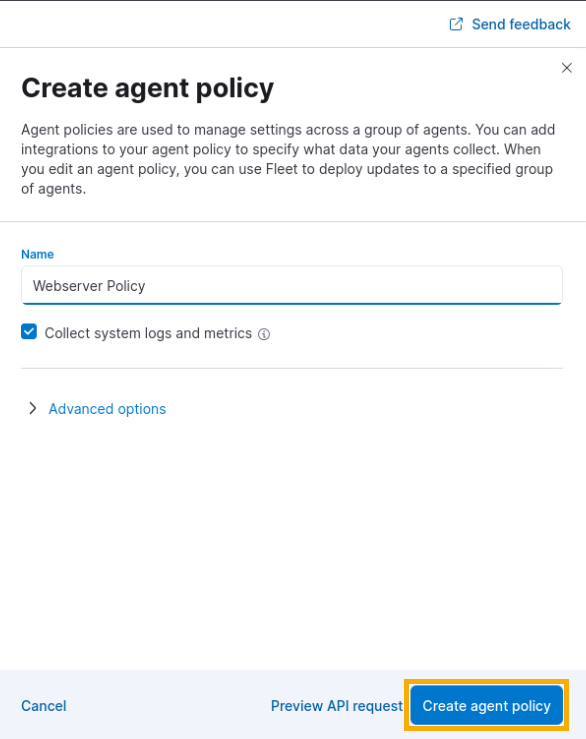 Send feedback
Create agent policy
Agent policies are used to manage settings across a group of agents. You can add
integrations to your agent policy to specify what data your agents collect. When
you edit an agent policy, you can use Fleet to deploy updates to a specified group
of agents.
Name
Webserver Policy
Collect system logs and metrics
Advanced options
Cancel
Preview API request
Create agent policy